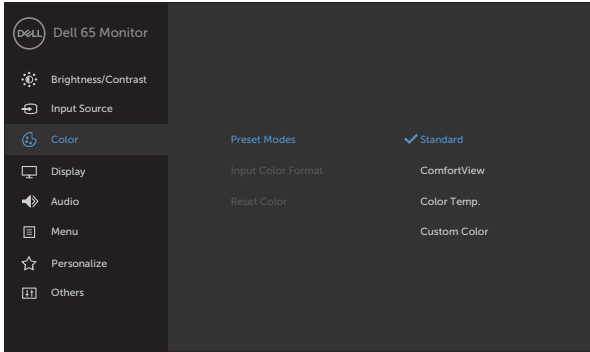 DELL Dell 65 Monitor
Brightness/Contrast
Input Source
Color Preset Modes Standard
Input Color Format ComfortView
Display
Reset Color Color Temp.
Audio
Menu Custom Color
Personalize
Others